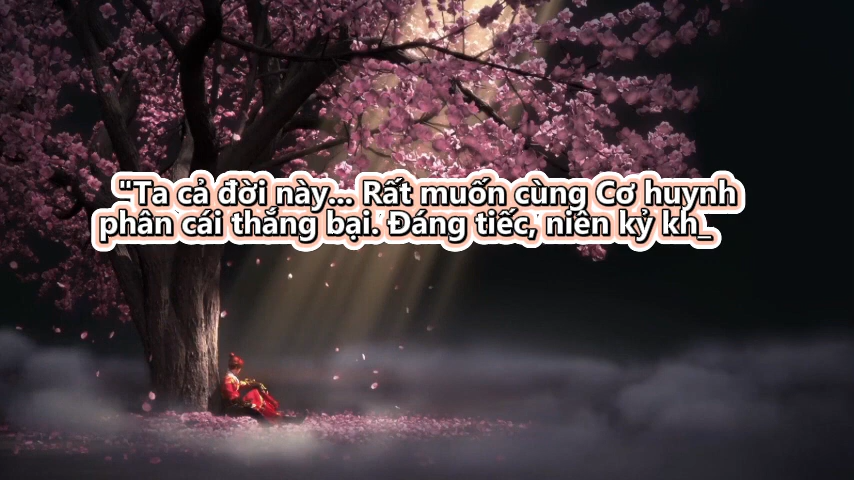 "Ta cả đời này... Rất muốn cùng Cơ huynh
phân cái thắng bại. Đáng tiếc, niên kỷ kh_